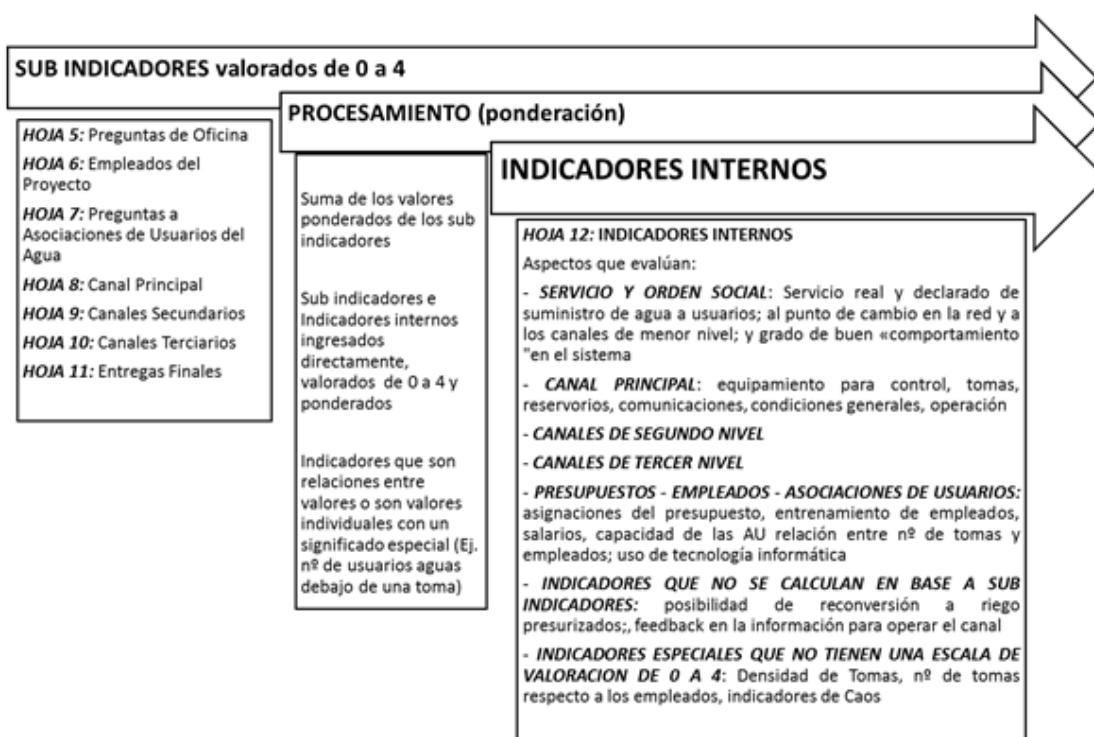 SUB INDICADORES valorados de 0 a 4
HOJA 5: Preguntas de Oficina
HOJA 6: Empleados del
Proyecto
HOJA 7: Preguntas a
Asociaciones de Usuarios del
Agua
HOJA 8: Canal Principal
HOJA 9: Canales Secundarios
HOJA 10: Canales Terciarios
HOJA 11: Entregas Finales
PROCESAMIENTO (ponderación)
Suma de los valores
ponderados de los sub
indicadores
Sub indicadores e
Indicadores internos
ingresados
directamente,
valorados de 0 a 4 y
ponderados
Indicadores que son
relaciones entre
valores o son valores
individuales con un
significado especial (Ej.
nº de usuarios aguas
debajo de una toma)
INDICADORES INTERNOS
HOJA 12: INDICADORES INTERNOS
Aspectos que evalúan:
- SERVICIO Y ORDEN SOCIAL: Servicio real y declarado de
suministro de agua a usuarios; al punto de cambio en la red y a
los canales de menor nivel; y grado de buen «comportamiento
"en el sistema
- CANAL PRINCIPAL: equipamiento para control, tomas,
reservorios, comunicaciones, condiciones generales, operación
- CANALES DE SEGUNDO NIVEL
- CANALES DE TERCER NIVEL
- PRESUPUESTOS - EMPLEADOS - ASOCIACIONES DE USUARIOS:
asignaciones del presupuesto, entrenamiento de empleados,
salarios, capacidad de las AU relación entre nº de tomas y
empleados; uso de tecnología informática
- INDICADORES QUE NO SE CALCULAN EN BASE A SUB
INDICADORES: posibilidad de reconversión a riego
presurizados;, feedback en la información para operar el canal
- INDICADORES ESPECIALES QUE NO TIENEN UNA ESCALA DE
VALORACION DE 0 A 4: Densidad de Tomas, nº de tomas
respecto a los empleados, indicadores de Caos